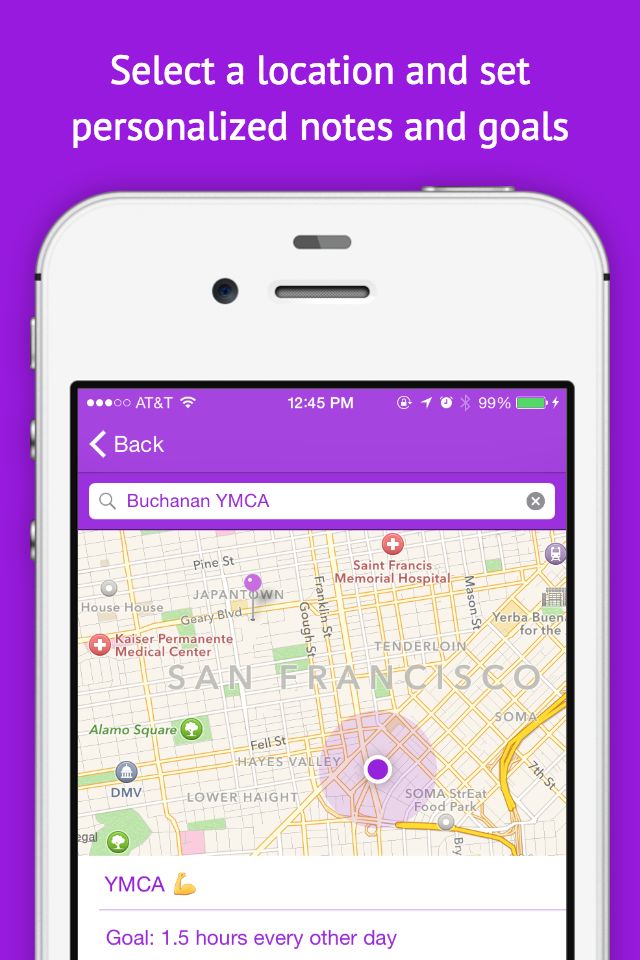 Select a location and set
personalized notes and goals
AT&T
12:45 PM
99%
Back
Buchanan YMCA
Pine St
JAPANTOWN
Geary Blvd
Franklin St
Gough St
Saint Francis
Memorial Hospital
Mason St
House House
Yerba Buen
for the
Kaiser Permanente
Medical Center
TENDERLOIN
SAN FRANCISCO
SOMA
Alamo Square
Fell St
HAYES VALLEY
7th St
DMV
LOWER HAIGHT
SOMA StrEat
Food Park
egal
Bry
YMCA 💪
Goal: 1.5 hours every other day